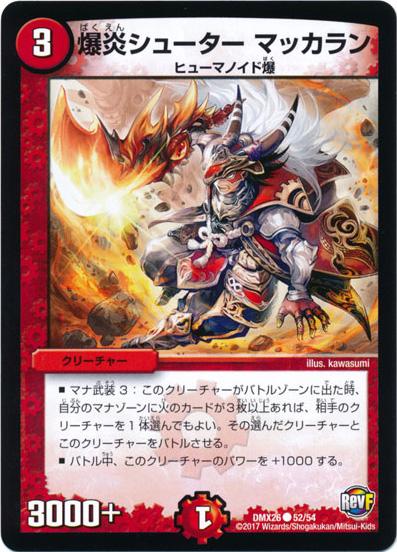 3
爆炎シューター マッカラン
ばくえん
ヒューマノイド爆
ばく
クリーチャー
illus. kawasumi
■ マナ武装 3：このクリーチャーがバトルゾーンに出た時、
自分のマナゾーンに火のカードが3枚以上あれば、相手のク
リーチャーを1体選んでもよい。その選んだクリーチャーと
このクリーチャーをバトルさせる。
■ バトル中、このクリーチャーのパワーを +1000 する。
3000+
1
RevF
DMX26 ● 52/54
©2017 Wizards/Shogakukan/Mitsui-Kids